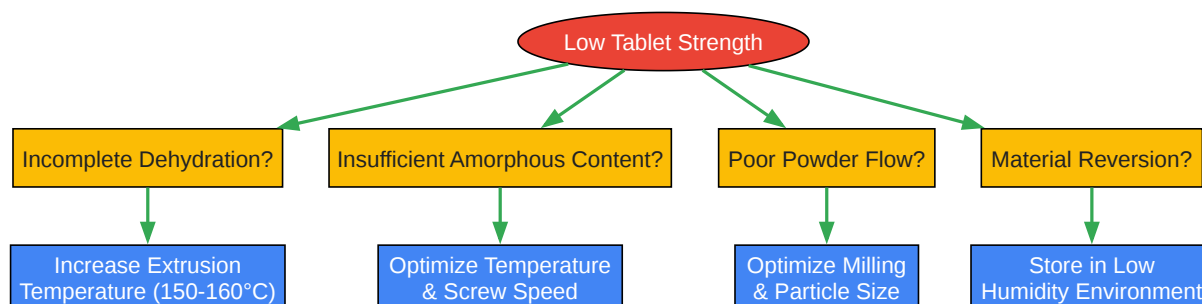 Low Tablet Strength
Incomplete Dehydration?
Insufficient Amorphous Content?
Poor Powder Flow?
Material Reversion?
Increase Extrusion
Temperature (150-160°C)
Optimize Temperature
& Screw Speed
Optimize Milling
& Particle Size
Store in Low
Humidity Environment